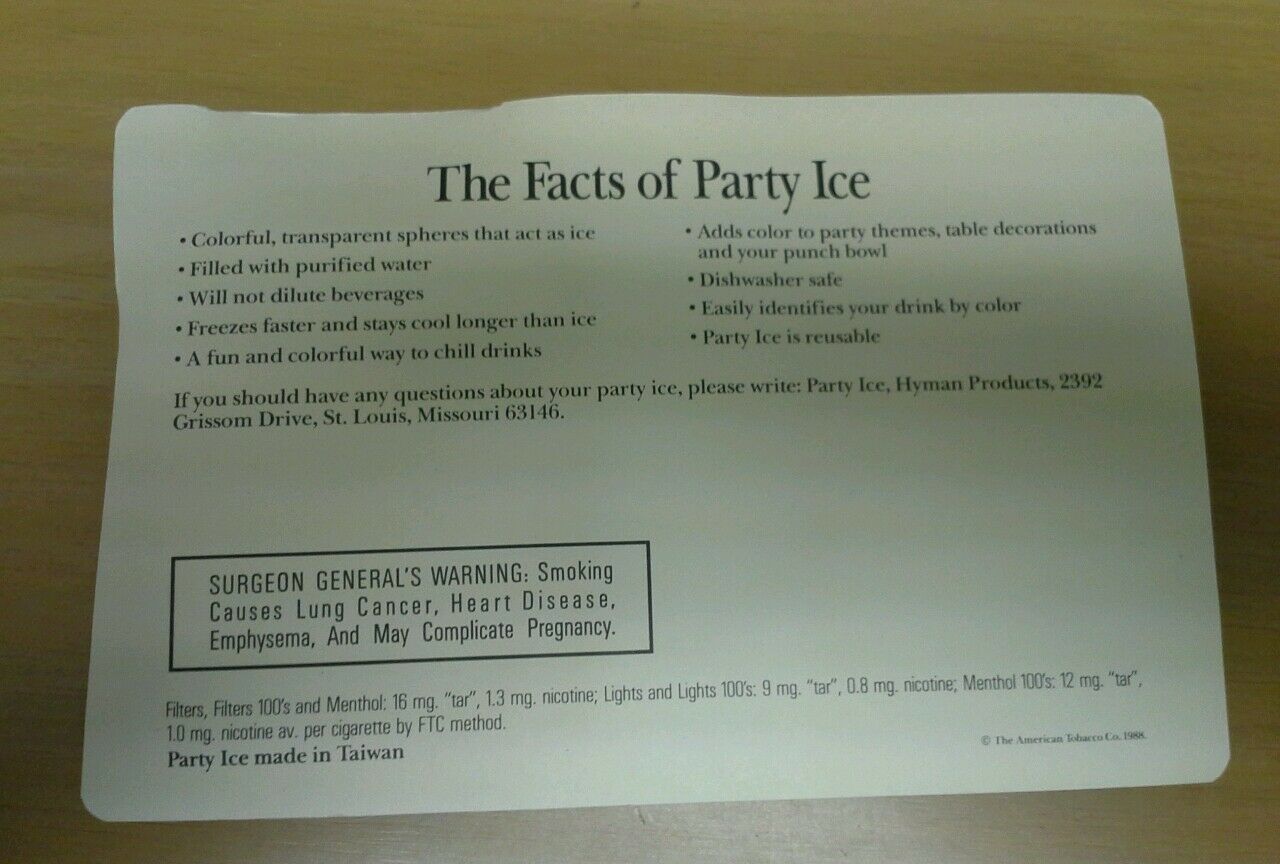 The Facts of Party Ice
• Colorful, transparent spheres that act as ice
• Filled with purified water
• Will not dilute beverages
• Freezes faster and stays cool longer than ice
• A fun and colorful way to chill drinks
• Adds color to party themes, table decorations
and your punch bowl
• Dishwasher safe
• Easily identifies your drink by color
• Party Ice is reusable
If you should have any questions about your party ice, please write: Party Ice, Hyman Products, 2392
Grissom Drive, St. Louis, Missouri 63146.
SURGEON GENERAL'S WARNING: Smoking
Causes Lung Cancer, Heart Disease,
Emphysema, And May Complicate Pregnancy.
Filters, Filters 100's and Menthol: 16 mg. "tar", 1.3 mg. nicotine; Lights and Lights 100's: 9 mg. "tar", 0.8 mg. nicotine; Menthol 100's: 12 mg. "tar",
1.0 mg. nicotine av. per cigarette by FTC method.
Party Ice made in Taiwan
© The American Tobacco Co. 1988.